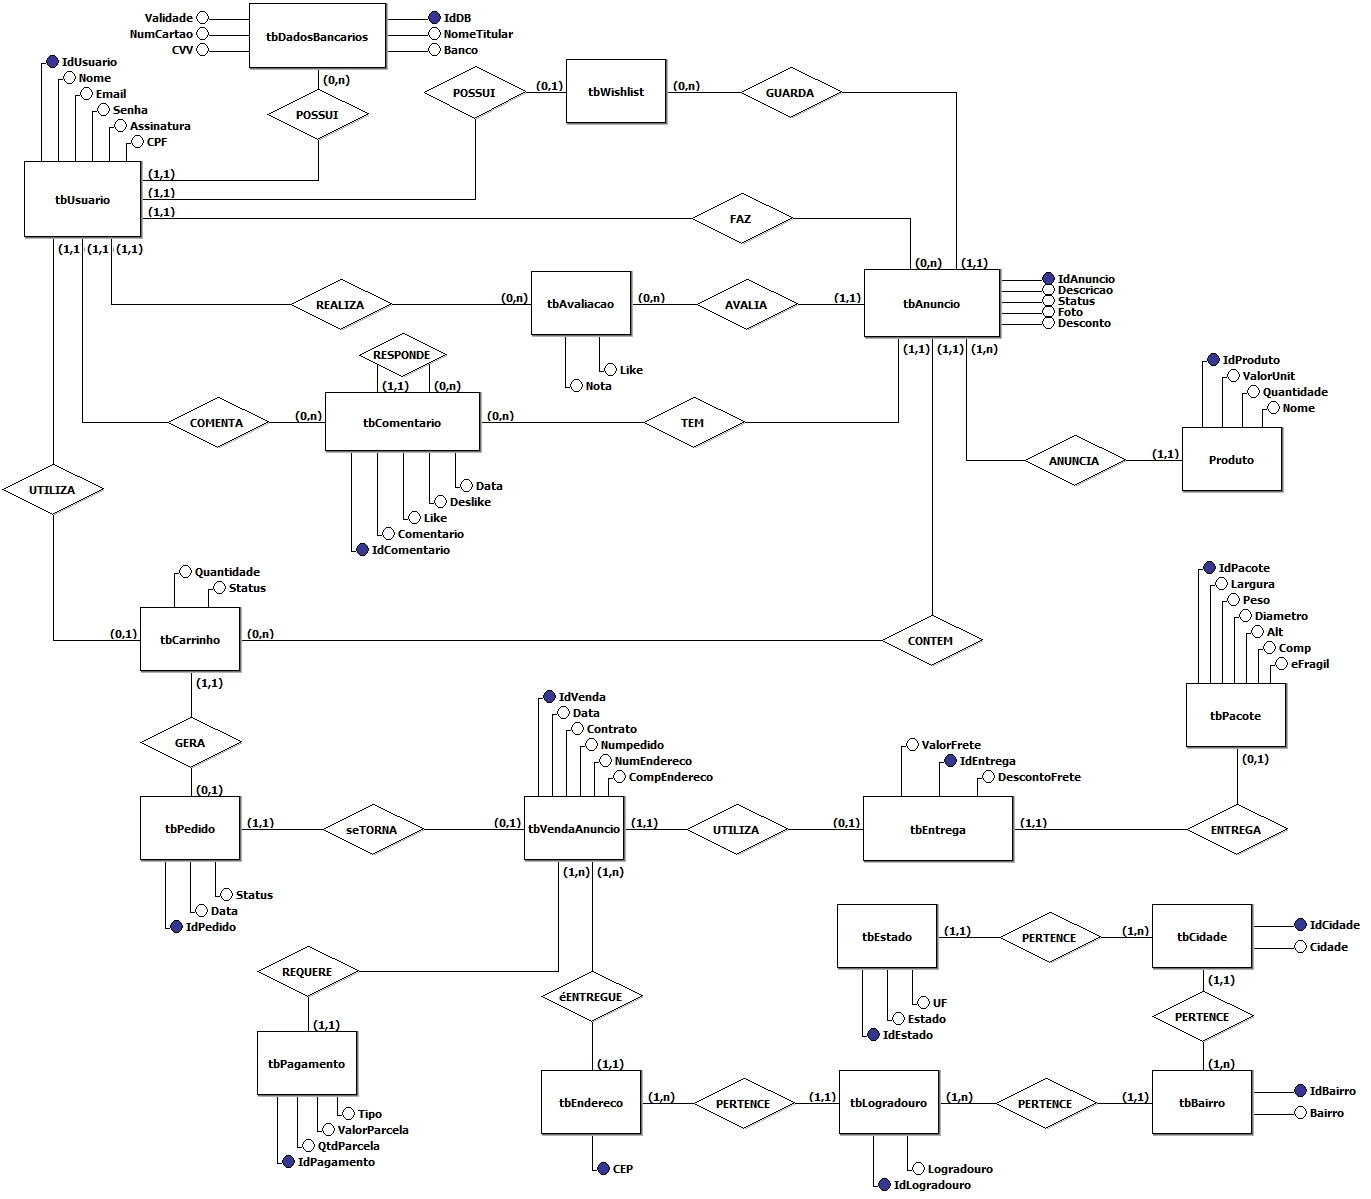 Validade
NumCartao
CVV
tbDadosBancarios
IdDB
NomeTitular
Banco
(0,n)
POSSUI
IdUsuario
Nome
Email
Senha
Assinatura
CPF
tbUsuario
(1,1)
(1,1)
(1,1)
(1,1
(1,1
(1,1)
POSSUI
(0,1)
tbWishlist
(0,n)
GUARDA
FAZ
(0,n)
(1,1)
REALIZA
(0,n)
tbAvaliacao
(0,n)
AVALIA
(1,1)
tbAnuncio
IdAnuncio
Descricao
Status
Foto
Desconto
Like
Nota
(1,1)
(1,1)
(1,n)
RESPONDE
(1,1)
(0,n)
COMENTA
(0,n)
tbComentario
(0,n)
TEM
Data
Deslike
Like
Comentario
IdComentario
IdProduto
ValorUnit
Quantidade
Nome
ANUNCIA
(1,1)
Produto
UTILIZA
Quantidade
Status
(0,1)
tbCarrinho
(0,n)
CONTEM
(1,1)
GERA
(0,1)
IdPacote
Largura
Peso
Diametro
Alt
Comp
eFragil
tbPacote
(0,1)
IdVenda
Data
Contrato
Numpedido
NumEndereco
CompEndereco
ValorFrete
IdEntrega
DescontoFrete
tbPedido
(1,1)
seTORNA
(0,1)
tbVendaAnuncio
(1,1)
UTILIZA
(0,1)
tbEntrega
(1,1)
ENTREGA
Status
Data
IdPedido
(1,n)
(1,n)
REQUERE
(1,1)
tbPagamento
Tipo
ValorParcela
QtdParcela
IdPagamento
éENTREGUE
(1,1)
tbEstado
(1,1)
PERTENCE
(1,n)
tbCidade
IdCidade
Cidade
UF
Estado
IdEstado
(1,1)
PERTENCE
(1,n)
tbEndereco
(1,n)
PERTENCE
(1,1)
tbLogradouro
(1,n)
PERTENCE
(1,1)
tbBairro
IdBairro
Bairro
CEP
Logradouro
IdLogradouro